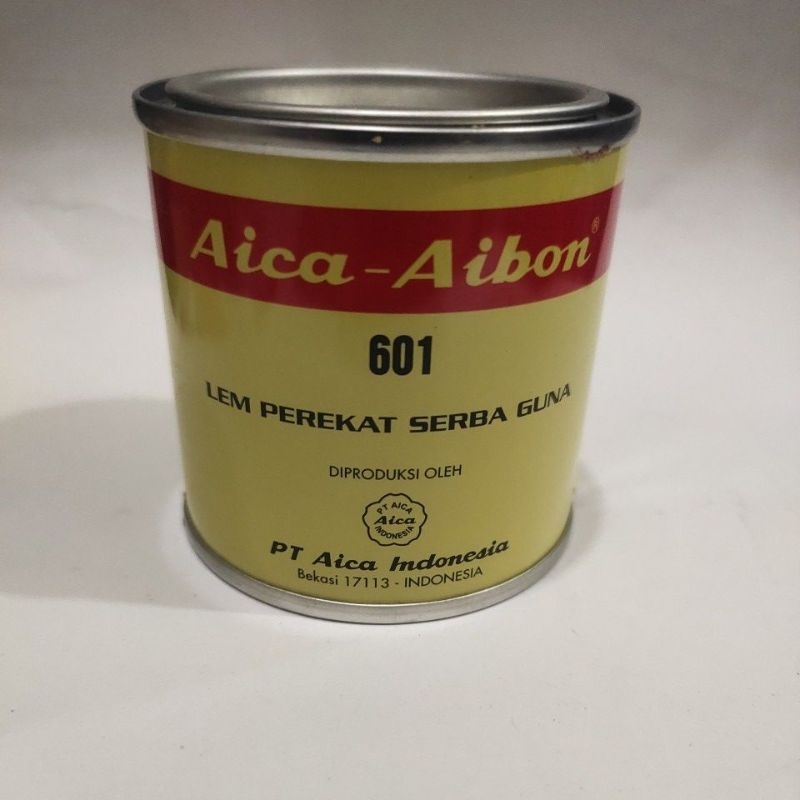 Aica-Aibon®
601
LEM PEREKAT SERBA GUNA
DIPRODUKSI OLEH
PT AICA
Aica
INDONESIA
PT Aica Indonesia
Bekasi 17113 - INDONESIA